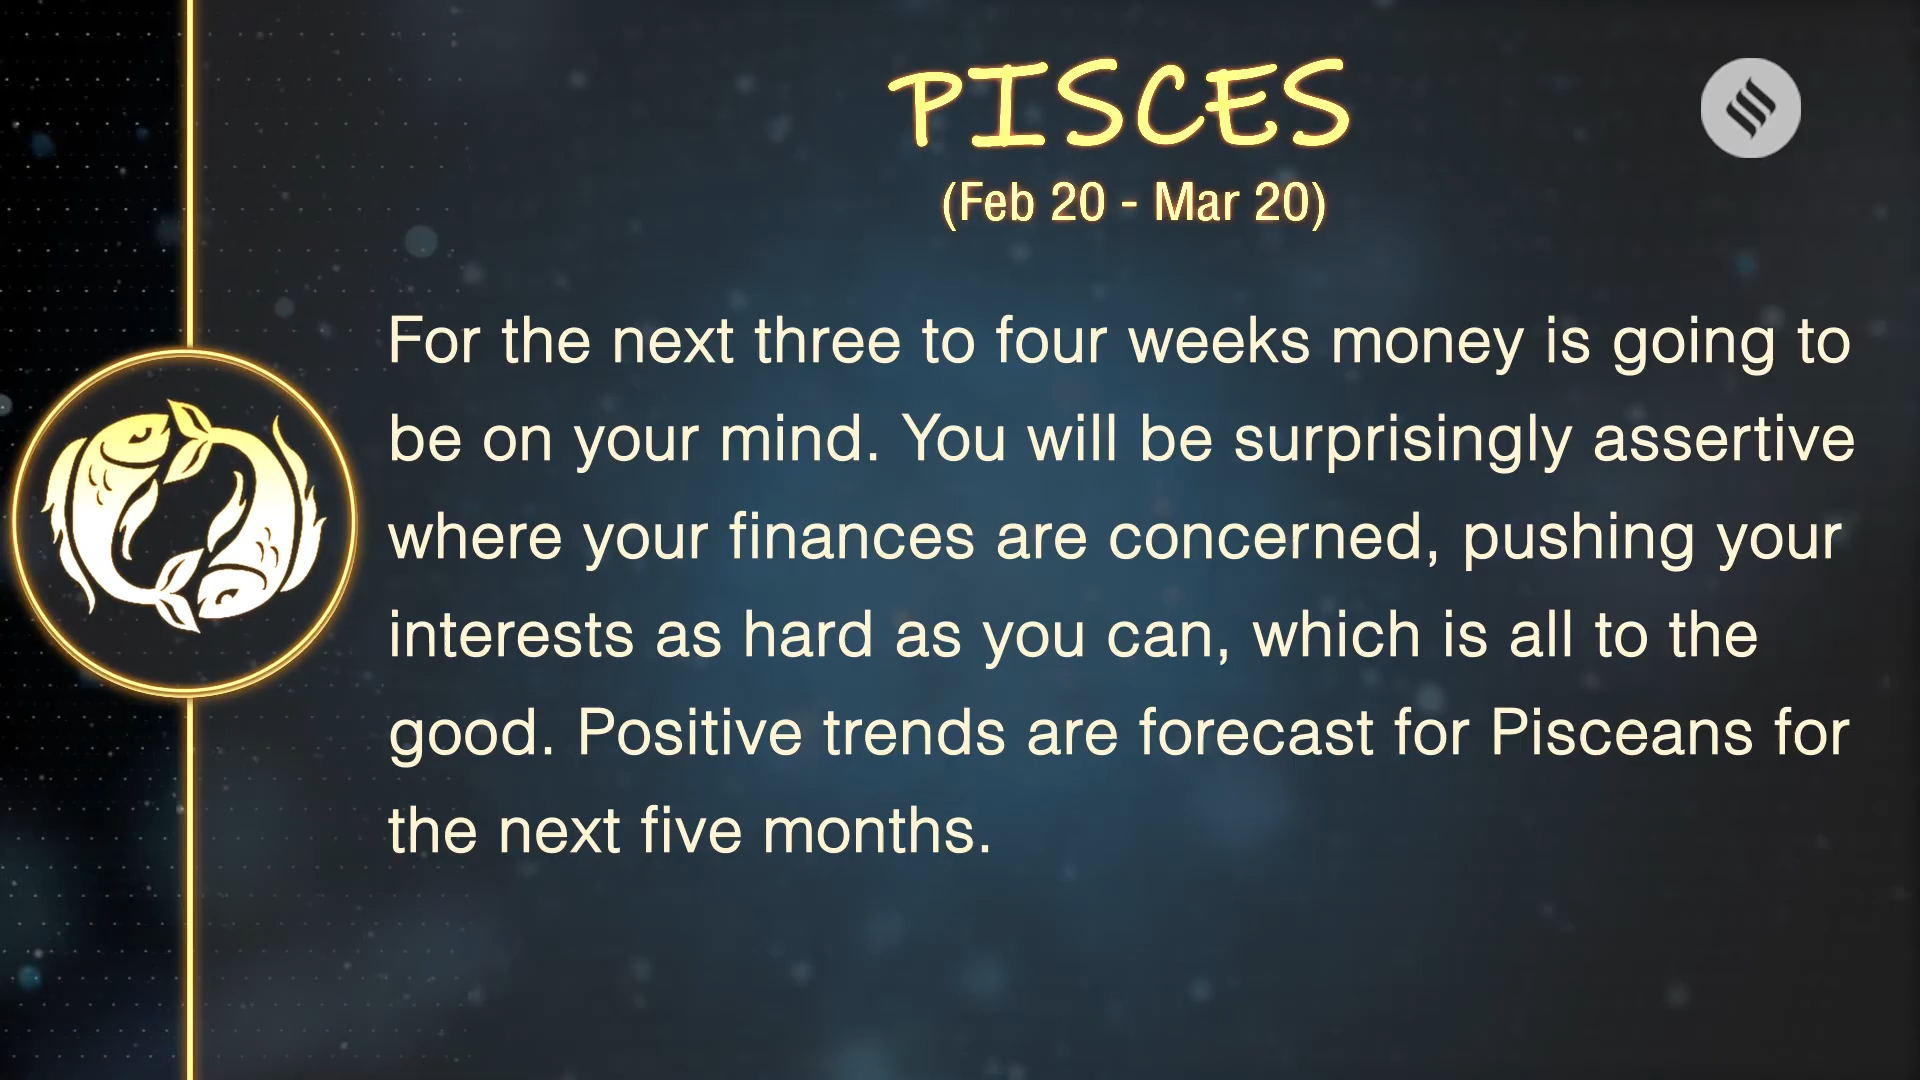 PISCES
(Feb 20 - Mar 20)
For the next three to four weeks money is going to
be on your mind. You will be surprisingly assertive
where your finances are concerned, pushing your
interests as hard as you can, which is all to the
good. Positive trends are forecast for Pisceans for
the next five months.